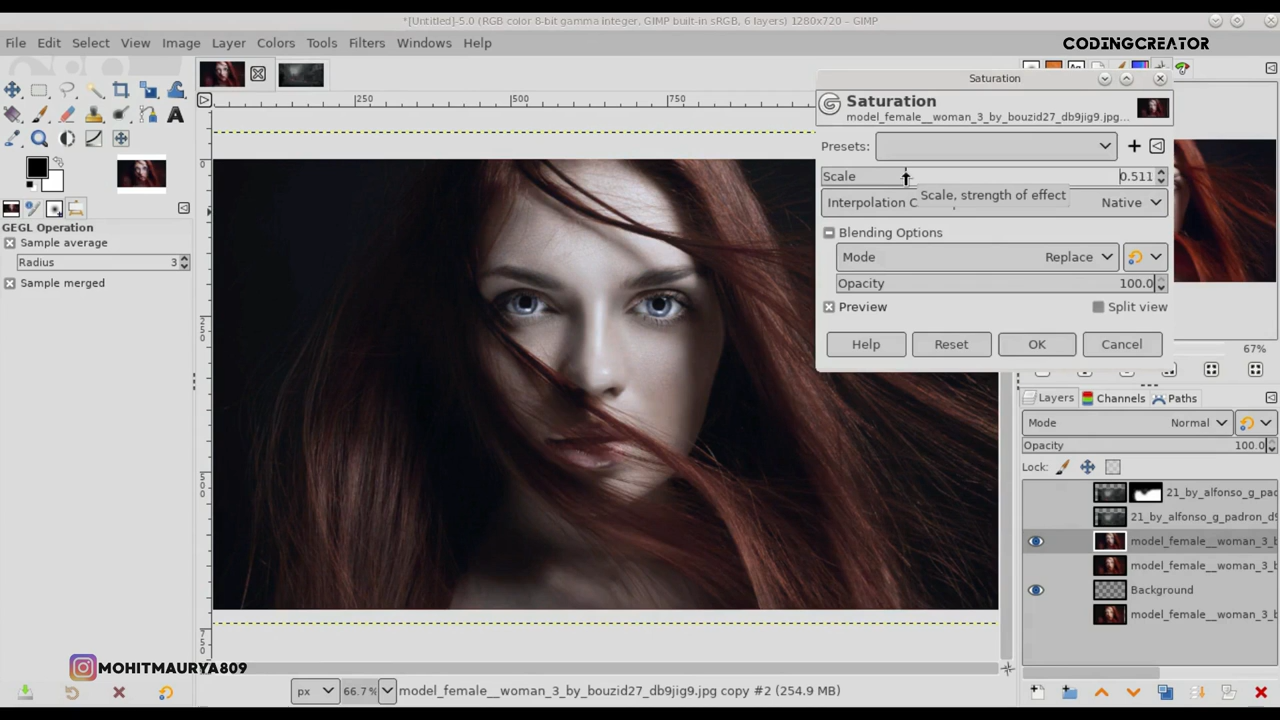 *[Untitled]-5.0 (RGB color 8-bit gamma integer, GIMP built-in sRGB, 6 layers) 1280x720 – GIMP
File Edit Select View Image Layer Colors Tools Filters Windows Help
CODINGCREATOR
250 500 750
Saturation
Saturation
model_female__woman_3_by_bouzid27_db9jig9.jpg...
Presets:
Scale 0.511
Scale, strength of effect
Interpolation Native
Blending Options
Mode Replace
Opacity 100.0
Preview Split view
Help Reset OK Cancel
GEGL Operation
Sample average
Radius 3
Sample merged
0
250
500
67%
Layers Channels Paths
Mode Normal
Opacity 100.0
Lock:
21_by_alfonso_g_pad
21_by_alfonso_g_padron_d9
model_female__woman_3_b
model_female__woman_3_b
Background
model_female__woman_3_b
MOHITMAURYA809
px 66.7% model_female__woman_3_by_bouzid27_db9jig9.jpg copy #2 (254.9 MB)